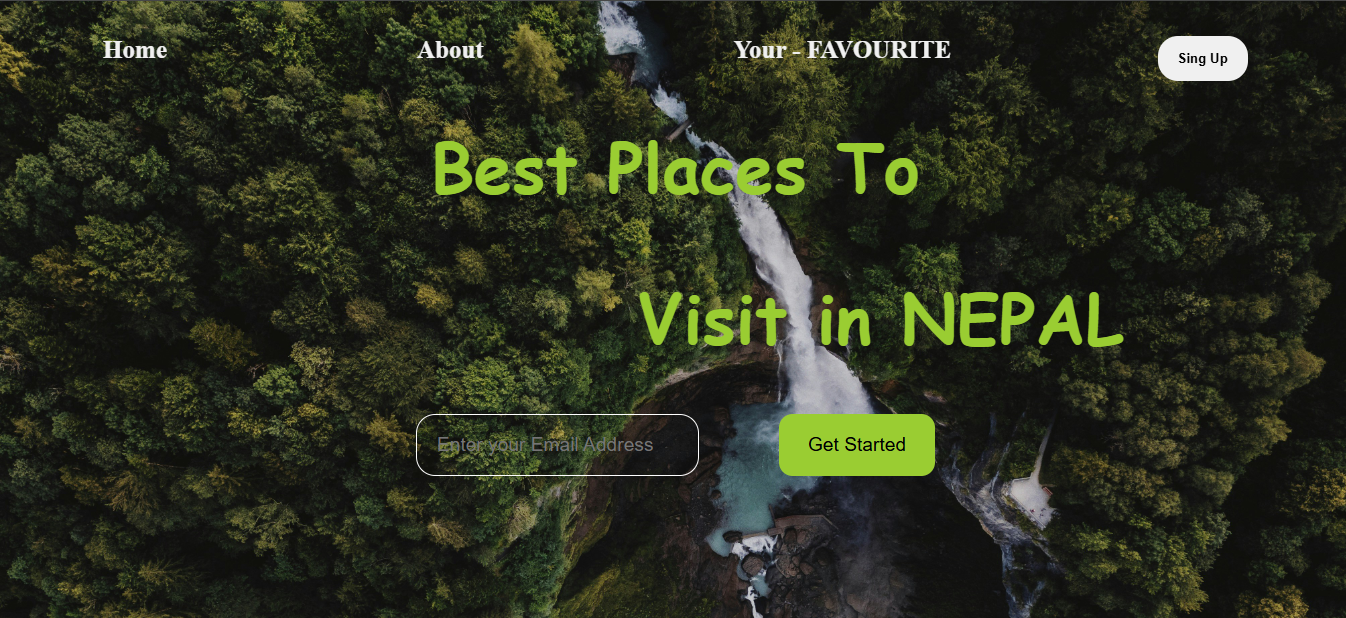 Home About Your - FAVOURITE Sing Up
Best Places To
Visit in NEPAL
Enter your Email Address Get Started